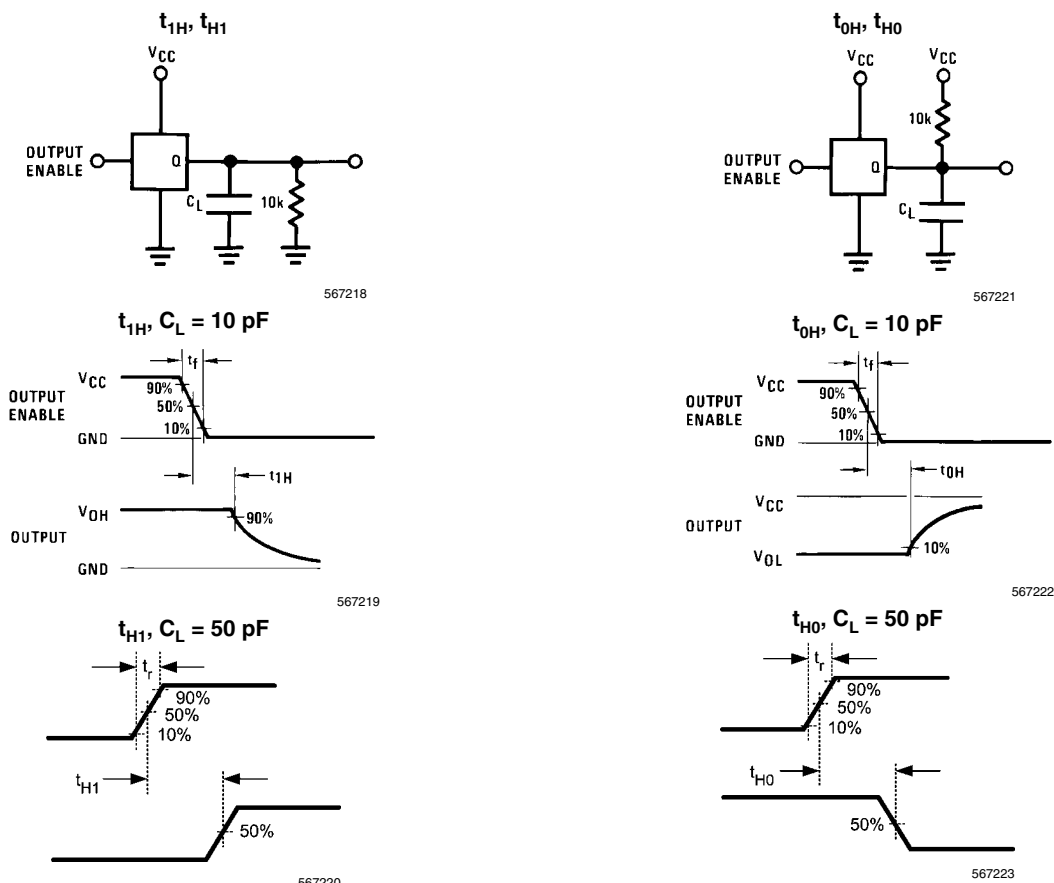 t1H, tH1
VCC
OUTPUT
ENABLE
Q
CL
10k
567218
t1H, CL = 10 pF
tf
VCC
90%
OUTPUT
ENABLE
50%
10%
GND
t1H
VOH
90%
OUTPUT
GND
567219
tH1, CL = 50 pF
tr
90%
50%
10%
tH1
50%
t0H, tH0
VCC
VCC
10k
OUTPUT
ENABLE
Q
CL
567221
t0H, CL = 10 pF
tf
VCC
90%
OUTPUT
ENABLE
50%
10%
GND
t0H
VCC
OUTPUT
10%
VOL
567222
tH0, CL = 50 pF
tr
90%
50%
10%
tH0
50%
567223